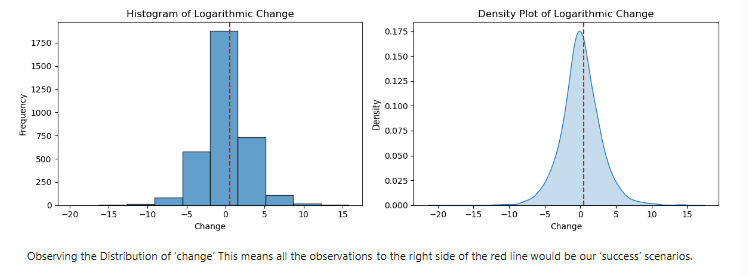 Histogram of Logarithmic Change
1750
1500
1250
1000
750
500
250
0
Frequency
−20 −15 −10 −5 0 5 10 15
Change
Density Plot of Logarithmic Change
0.175
0.150
0.125
0.100
0.075
0.050
0.025
0.000
Density
−20 −15 −10 −5 0 5 10 15
Change
Observing the Distribution of ‘change’ This means all the observations to the right side of the red line would be our ‘success’ scenarios.